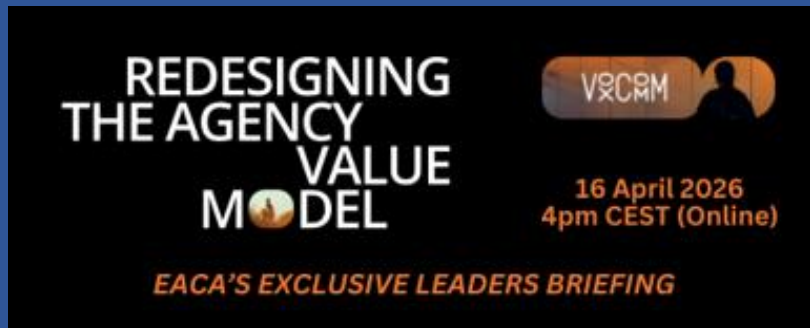 REDESIGNING
THE AGENCY
VALUE
MODEL
VOXCOMM
16 April 2026
4pm CEST (Online)
EACA'S EXCLUSIVE LEADERS BRIEFING